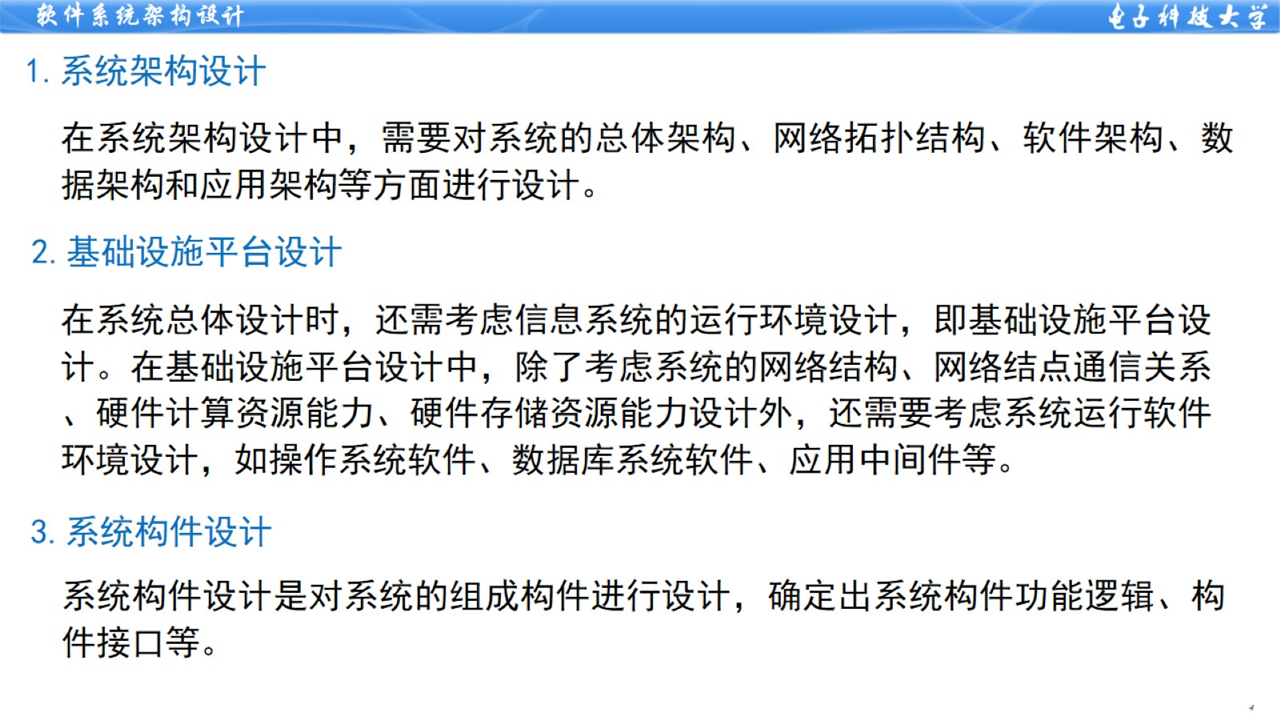 软件系统架构设计
电子科技大学
1.系统架构设计
在系统架构设计中，需要对系统的总体架构、网络拓扑结构、软件架构、数
据架构和应用架构等方面进行设计。
2.基础设施平台设计
在系统总体设计时，还需考虑信息系统的运行环境设计，即基础设施平台设
计。在基础设施平台设计中，除了考虑系统的网络结构、网络结点通信关系
、硬件计算资源能力、硬件存储资源能力设计外，还需要考虑系统运行软件
环境设计，如操作系统软件、数据库系统软件、应用中间件等。
3.系统构件设计
系统构件设计是对系统的组成构件进行设计，确定出系统构件功能逻辑、构
件接口等。
4